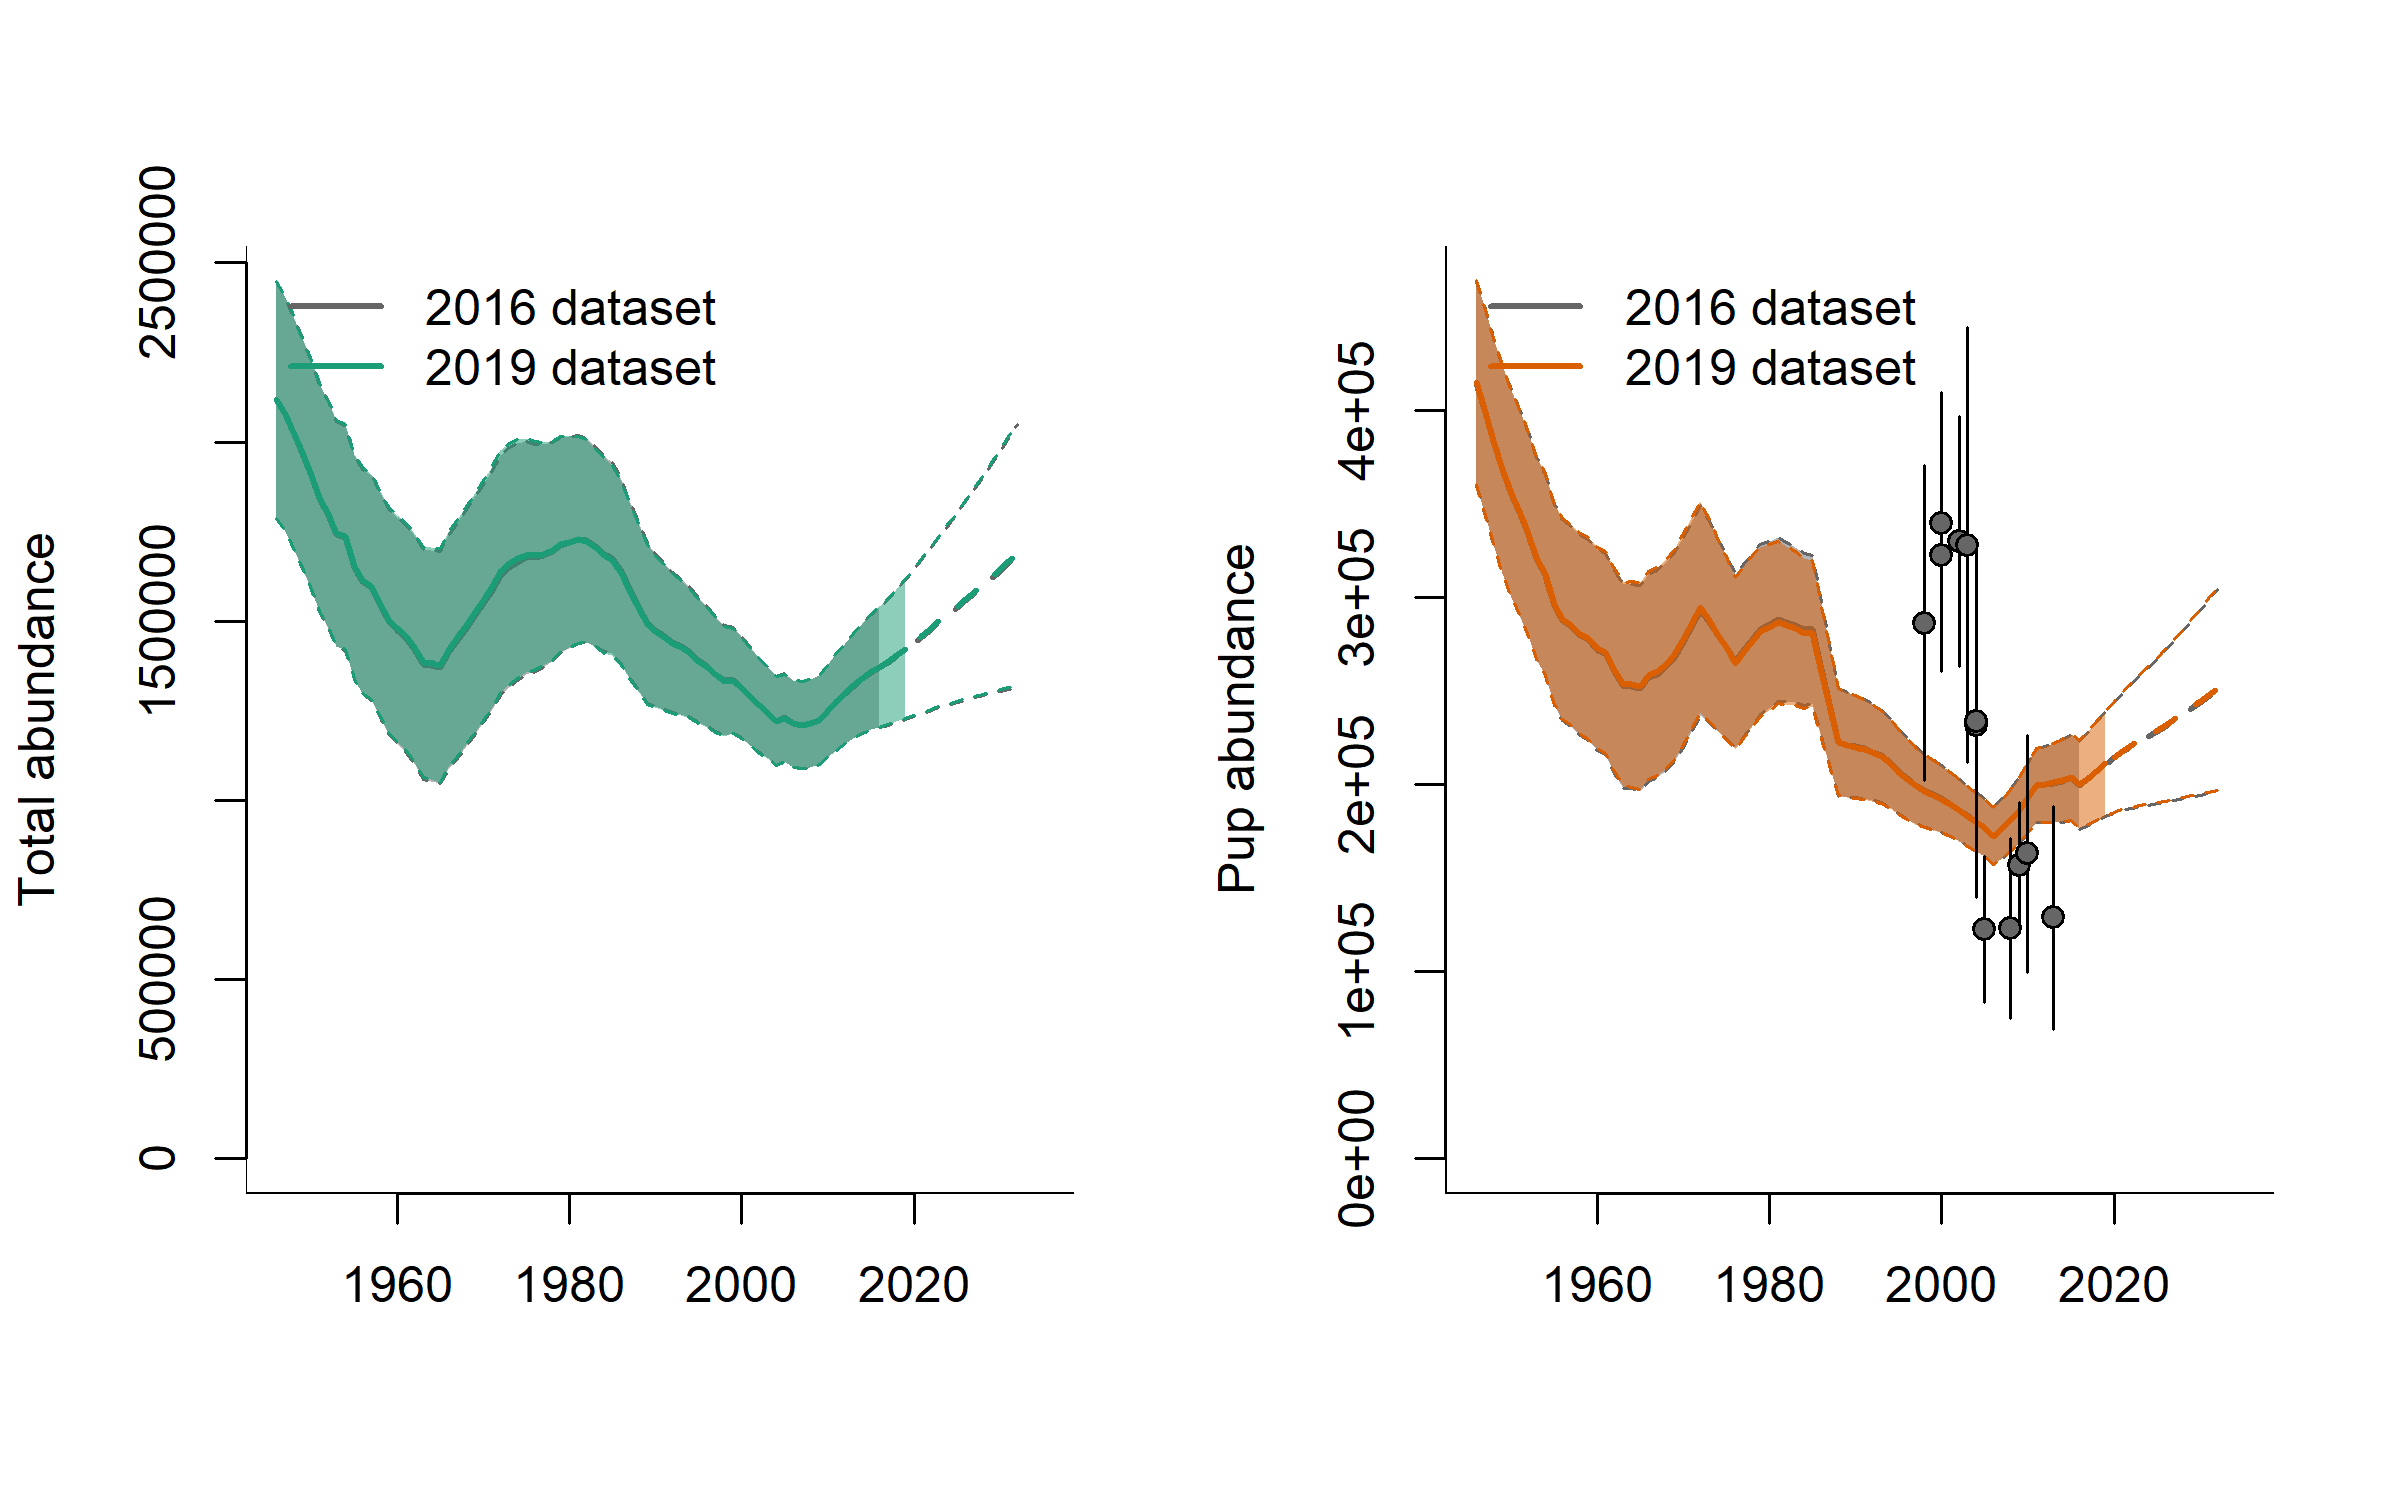 Total abundance
2500000
1500000
500000
0
2016 dataset
2019 dataset
1960 1980 2000 2020
Pup abundance
4e+05
3e+05
2e+05
1e+05
0e+00
2016 dataset
2019 dataset
1960 1980 2000 2020